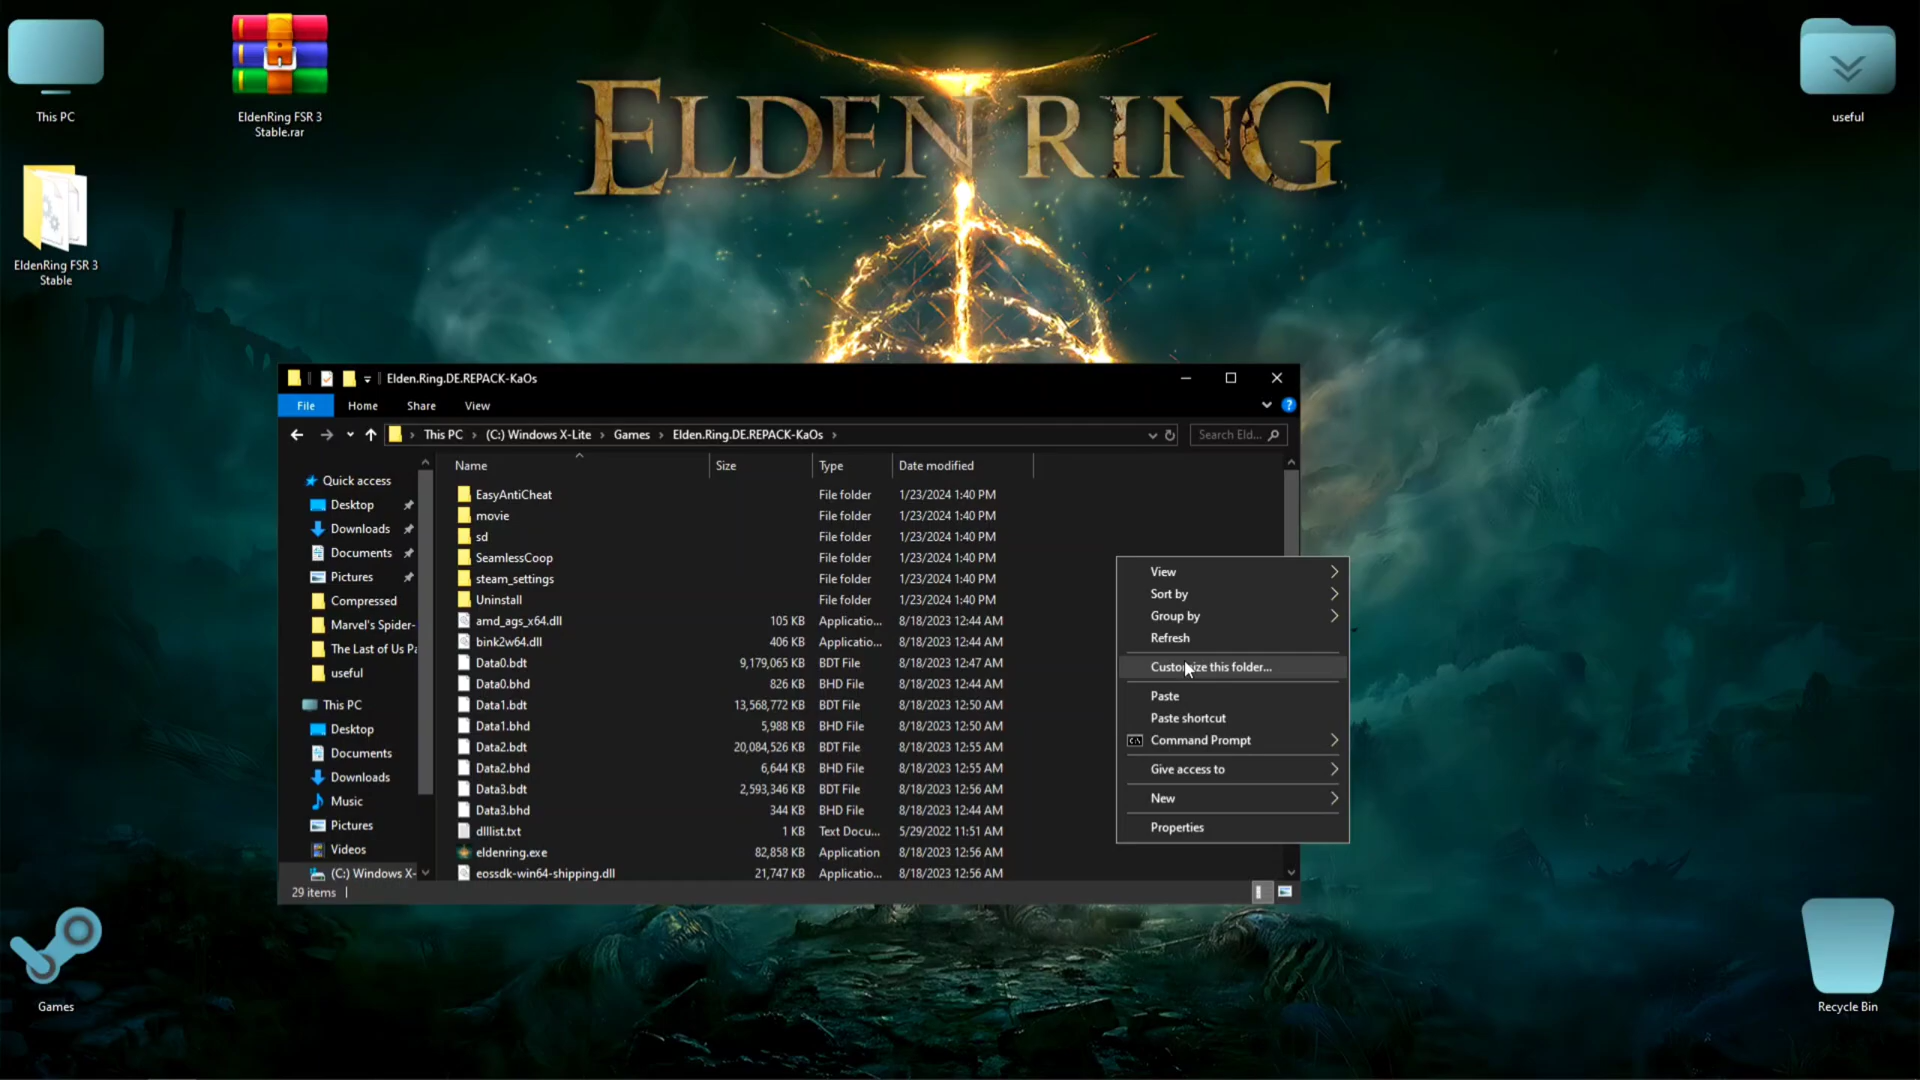 This PC
EldenRing FSR 3
Stable.rar
EldenRing FSR 3
Stable
ELDEN RING
useful
Elden.Ring.DE.REPACK-KaOs
File Home Share View
This PC (C:) Windows X-Lite Games Elden.Ring.DE.REPACK-KaOs Search Eld...
Name Size Type Date modified
Quick access
Desktop
Downloads
Documents
Pictures
Compressed
Marvel's Spider-
The Last of Us Pa
useful
This PC
Desktop
Documents
Downloads
Music
Pictures
Videos
(C:) Windows X-
EasyAntiCheat File folder 1/23/2024 1:40 PM
movie File folder 1/23/2024 1:40 PM
sd File folder 1/23/2024 1:40 PM
SeamlessCoop File folder 1/23/2024 1:40 PM
steam_settings File folder 1/23/2024 1:40 PM
Uninstall File folder 1/23/2024 1:40 PM
amd_ags_x64.dll 105 KB Applicatio... 8/18/2023 12:44 AM
bink2w64.dll 406 KB Applicatio... 8/18/2023 12:44 AM
Data0.bdt 9,179,065 KB BDT File 8/18/2023 12:47 AM
Data0.bhd 826 KB BHD File 8/18/2023 12:44 AM
Data1.bdt 13,568,772 KB BDT File 8/18/2023 12:50 AM
Data1.bhd 5,988 KB BHD File 8/18/2023 12:50 AM
Data2.bdt 20,084,526 KB BDT File 8/18/2023 12:55 AM
Data2.bhd 6,644 KB BHD File 8/18/2023 12:55 AM
Data3.bdt 2,593,346 KB BDT File 8/18/2023 12:56 AM
Data3.bhd 344 KB BHD File 8/18/2023 12:44 AM
dlllist.txt 1 KB Text Docu... 5/29/2022 11:51 AM
eldenring.exe 82,858 KB Application 8/18/2023 12:56 AM
eossdk-win64-shipping.dll 21,747 KB Applicatio... 8/18/2023 12:56 AM
29 items
View
Sort by
Group by
Refresh
Customize this folder...
Paste
Paste shortcut
Command Prompt
Give access to
New
Properties
Games
Recycle Bin